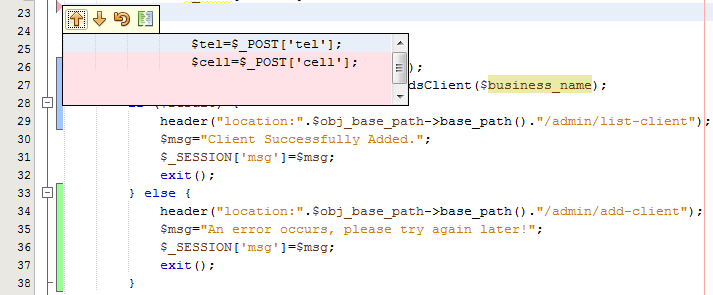 23
24
25
$tel=$_POST['tel'];
$cell=$_POST['cell'];
26 );
27 dsClient($business_name);
28 {
29 header("location:".$obj_base_path->base_path()."/admin/list-client");
30 $msg="Client Successfully Added.";
31 $_SESSION['msg']=$msg;
32 exit();
33 } else {
34 header("location:".$obj_base_path->base_path()."/admin/add-client");
35 $msg="An error occurs, please try again later!";
36 $_SESSION['msg']=$msg;
37 exit();
38 }